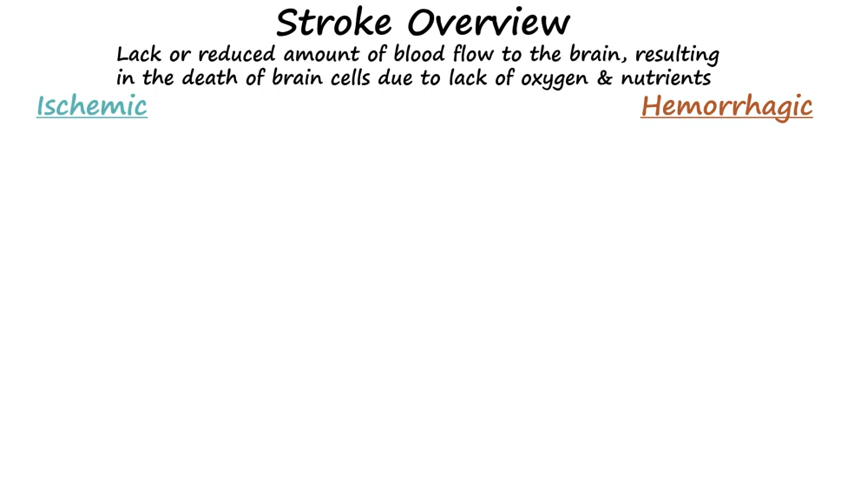 Stroke Overview
Lack or reduced amount of blood flow to the brain, resulting
in the death of brain cells due to lack of oxygen & nutrients
Ischemic
Hemorrhagic